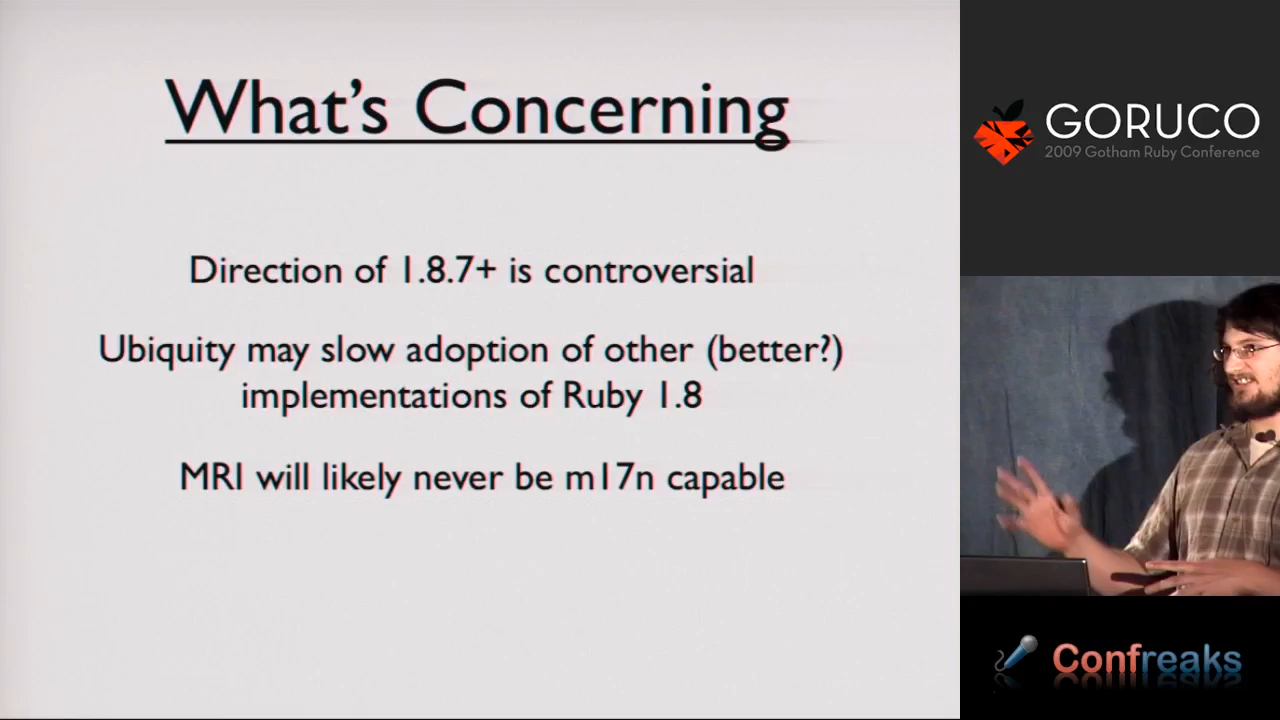 What's Concerning
Direction of 1.8.7+ is controversial
Ubiquity may slow adoption of other (better?)
implementations of Ruby 1.8
MRI will likely never be m17n capable
GORUCO
2009 Gotham Ruby Conference
Confreaks